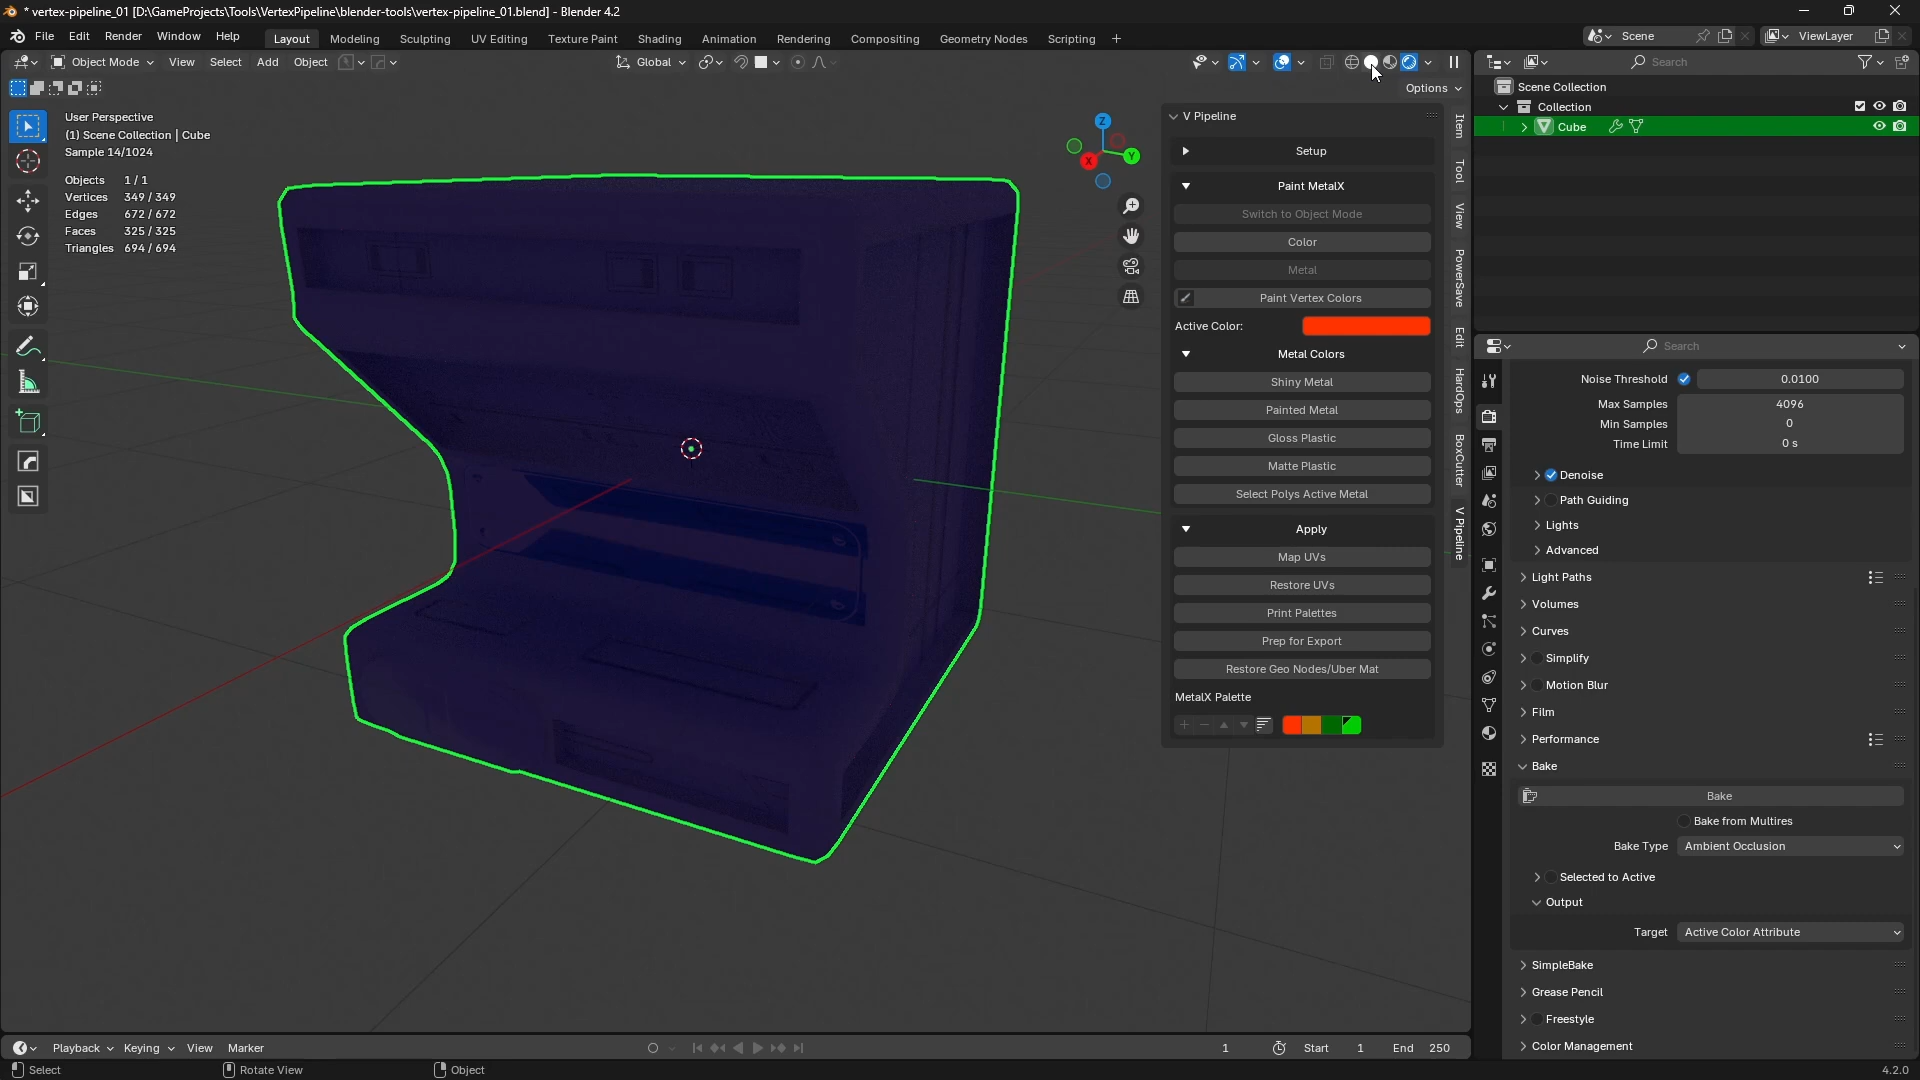 * vertex-pipeline_01 [D:\GameProjects\Tools\VertexPipeline\blender-tools\vertex-pipeline_01.blend] - Blender 4.2
File Edit Render Window Help
Layout Modeling Sculpting UV Editing Texture Paint Shading Animation Rendering Compositing Geometry Nodes Scripting +
Scene
ViewLayer
Object Mode View Select Add Object
Global
Options
User Perspective
(1) Scene Collection | Cube
Sample 14/1024
Objects 1/1
Vertices 349/349
Edges 672/672
Faces 325/325
Triangles 694/694
Z
Y
X
V Pipeline
Setup
Paint MetalX
Switch to Object Mode
Color
Metal
Paint Vertex Colors
Active Color:
Metal Colors
Shiny Metal
Painted Metal
Gloss Plastic
Matte Plastic
Select Polys Active Metal
Apply
Map UVs
Restore UVs
Print Palettes
Prep for Export
Restore Geo Nodes/Uber Mat
MetalX Palette
Item
Tool
View
PowerSave
Edit
HardOps
BoxCutter
V Pipeline
Search
Scene Collection
Collection
Cube
Search
Noise Threshold 0.0100
Max Samples 4096
Min Samples 0
Time Limit 0 s
Denoise
Path Guiding
Lights
Advanced
Light Paths
Volumes
Curves
Simplify
Motion Blur
Film
Performance
Bake
Bake
Bake from Multires
Bake Type Ambient Occlusion
Selected to Active
Output
Target Active Color Attribute
SimpleBake
Grease Pencil
Freestyle
Color Management
Playback Keying View Marker
1 Start 1 End 250
Select Rotate View Object
4.2.0